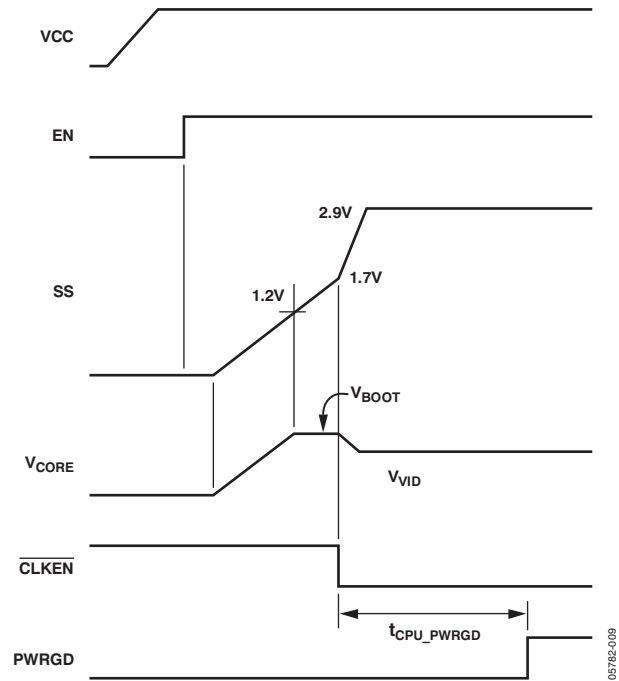 VCC
EN
2.9V
SS
1.2V
1.7V
VBOOT
VCORE
VVID
CLKEN
tCPU_PWRGD
PWRGD
05782-009